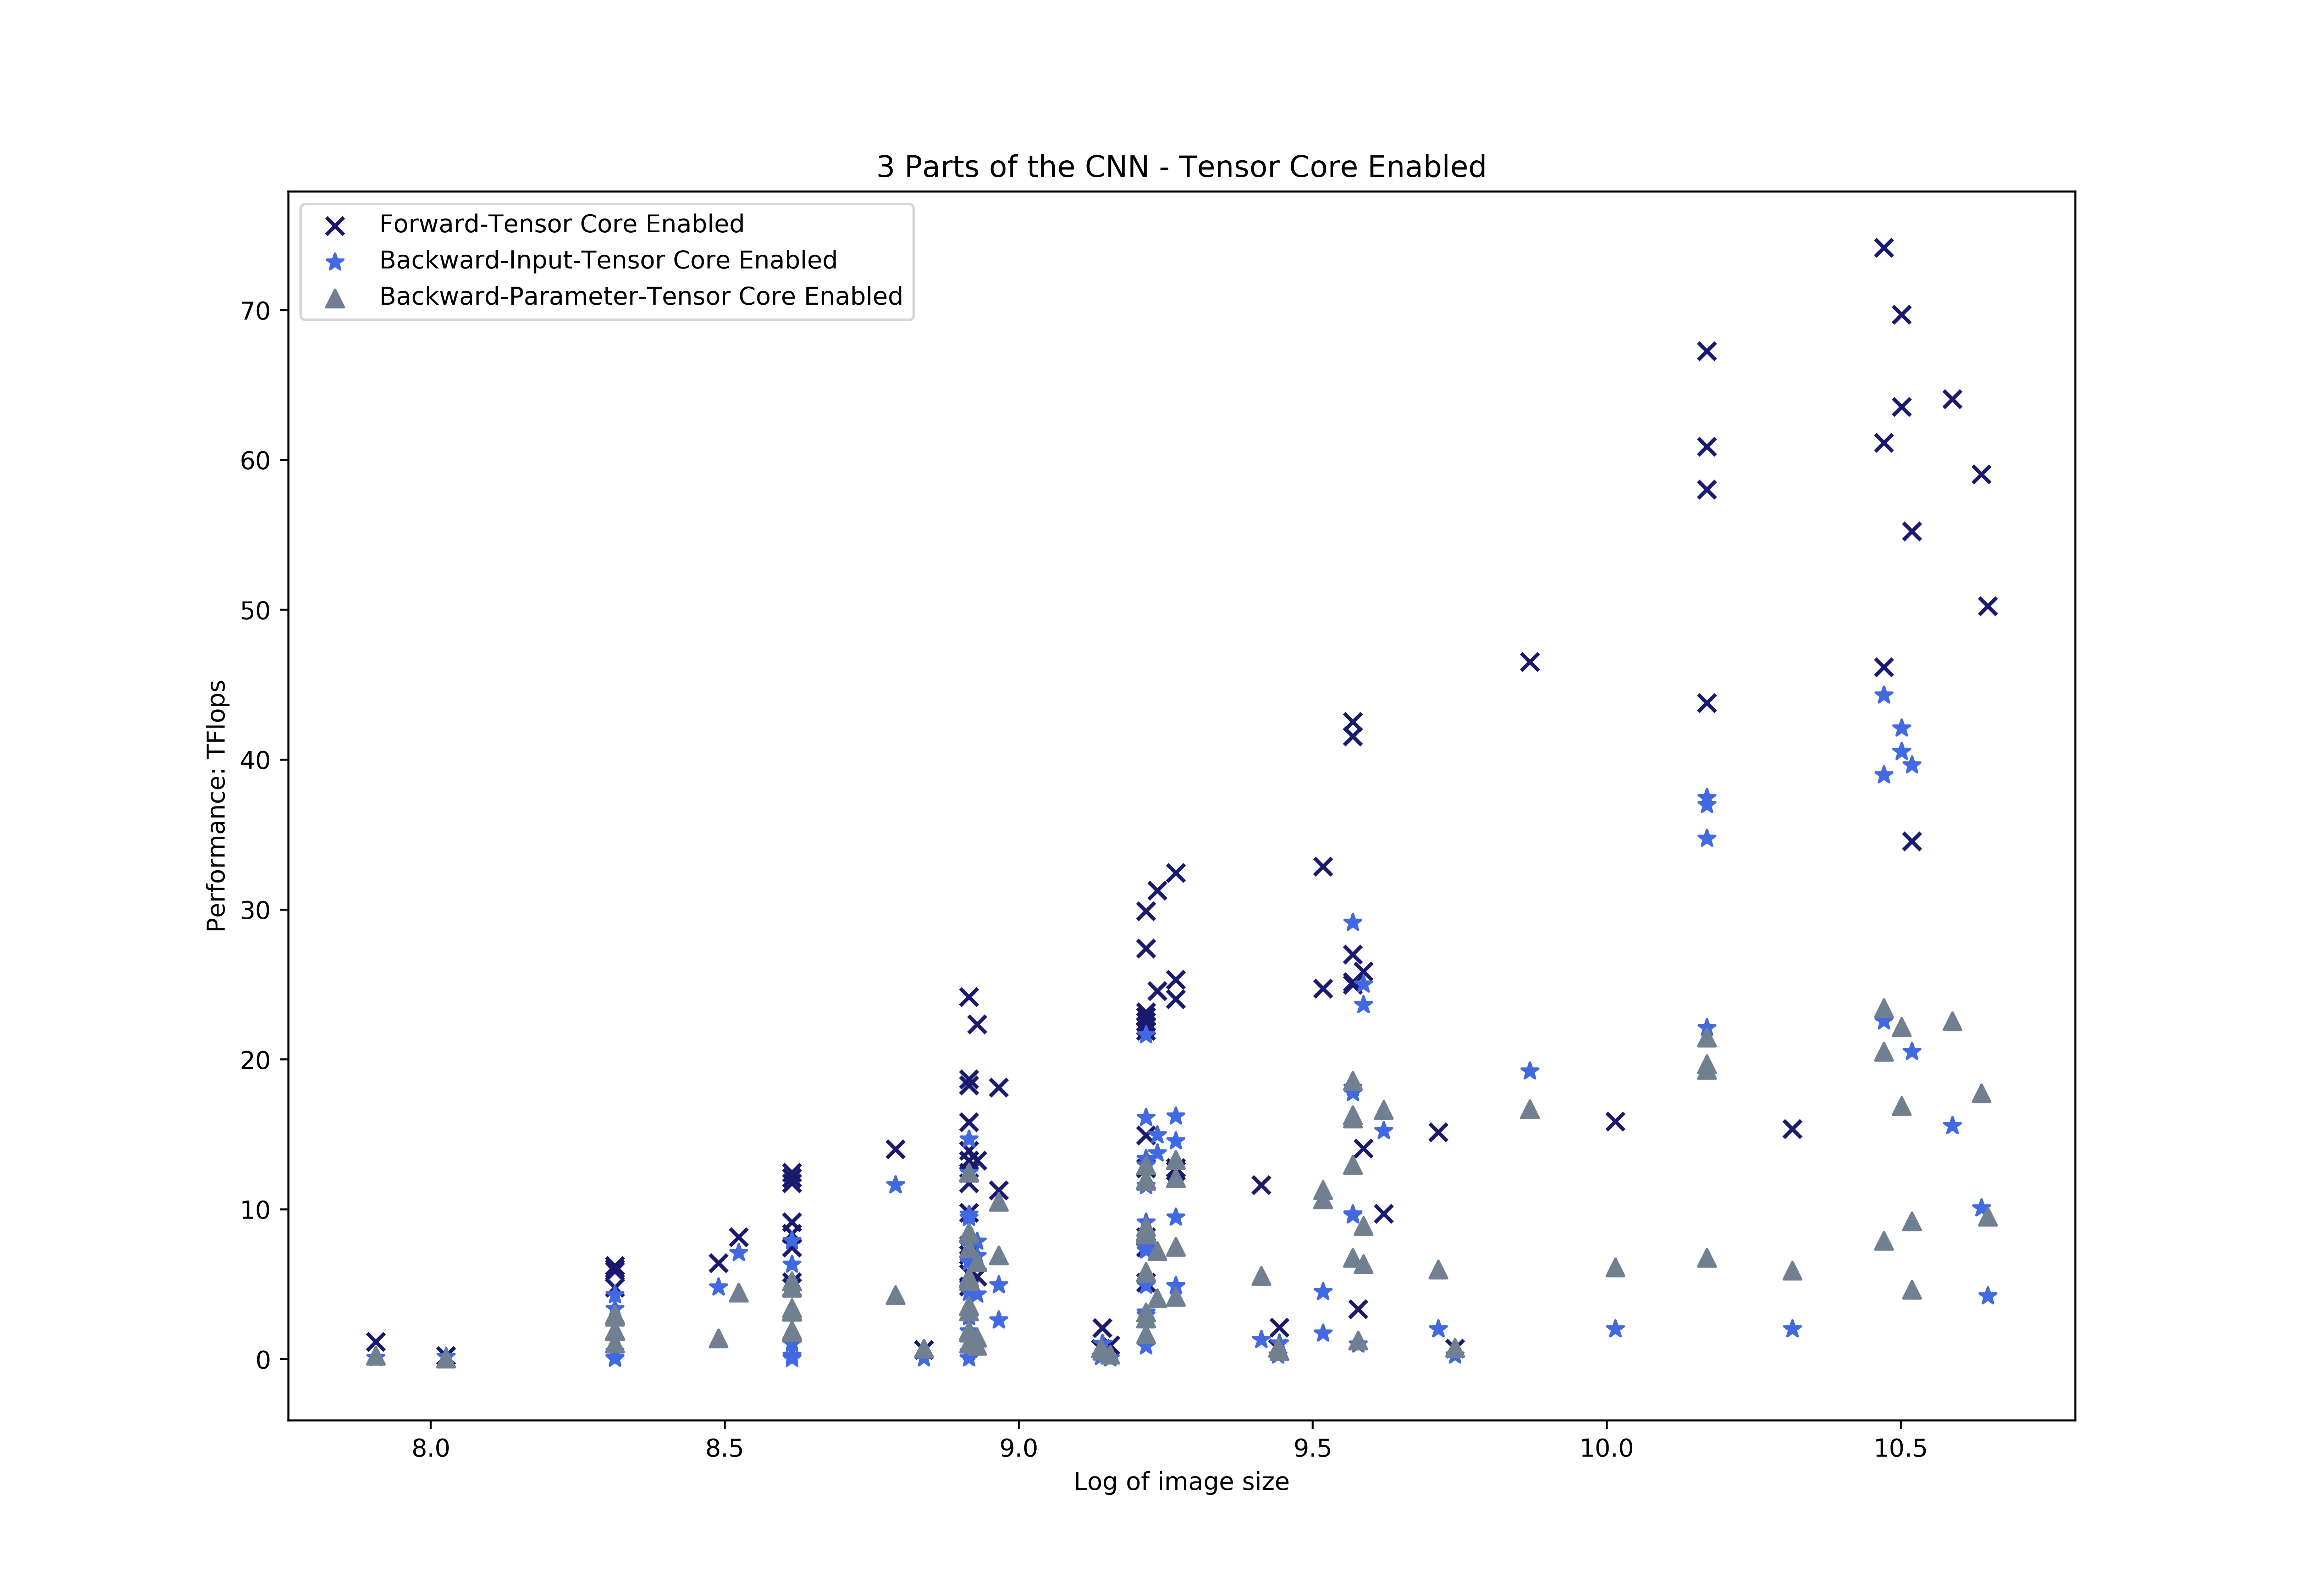 3 Parts of the CNN - Tensor Core Enabled
Forward-Tensor Core Enabled
Backward-Input-Tensor Core Enabled
Backward-Parameter-Tensor Core Enabled
70
60
50
40
30
20
10
0
Performance: TFlops
8.0 8.5 9.0 9.5 10.0 10.5
Log of image size